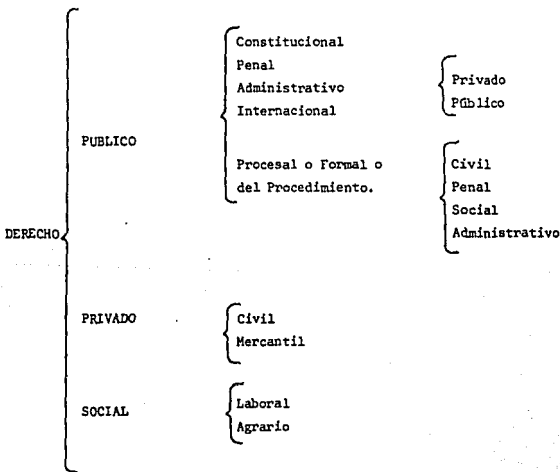 Constitucional
Penal
Administrativo
Internacional
Privado
Público
PUBLICO
Procesal o Formal o
del Procedimiento.
Civil
Penal
Social
Administrativo
DERECHO
PRIVADO
Civil
Mercantil
SOCIAL
Laboral
Agrario